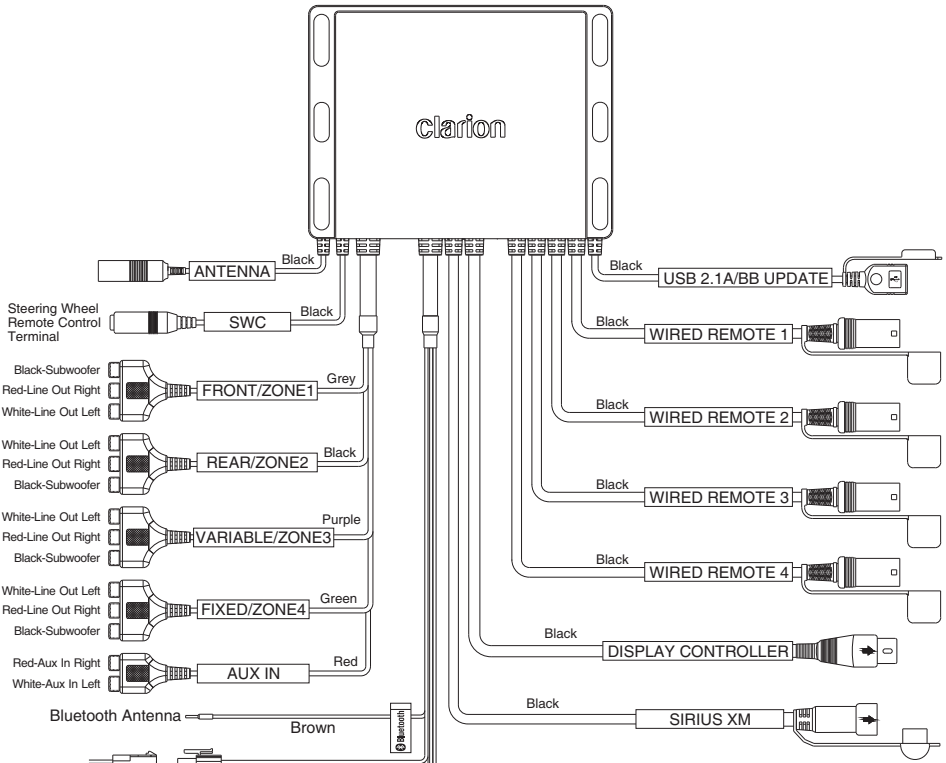 clarion
Black
ANTENNA
Black
USB 2.1A/BB UPDATE
Steering Wheel
Remote Control
Terminal
Black
SWC
Black
WIRED REMOTE 1
Black-Subwoofer
Red-Line Out Right
White-Line Out Left
Grey
FRONT/ZONE1
Black
WIRED REMOTE 2
White-Line Out Left
Red-Line Out Right
Black-Subwoofer
Black
REAR/ZONE2
Black
WIRED REMOTE 3
White-Line Out Left
Red-Line Out Right
Black-Subwoofer
Purple
VARIABLE/ZONE3
Black
WIRED REMOTE 4
White-Line Out Left
Red-Line Out Right
Black-Subwoofer
Green
FIXED/ZONE4
Black
DISPLAY CONTROLLER
Red-Aux In Right
White-Aux In Left
Red
AUX IN
Black
SIRIUS XM
Bluetooth Antenna
Brown
Bluetooth